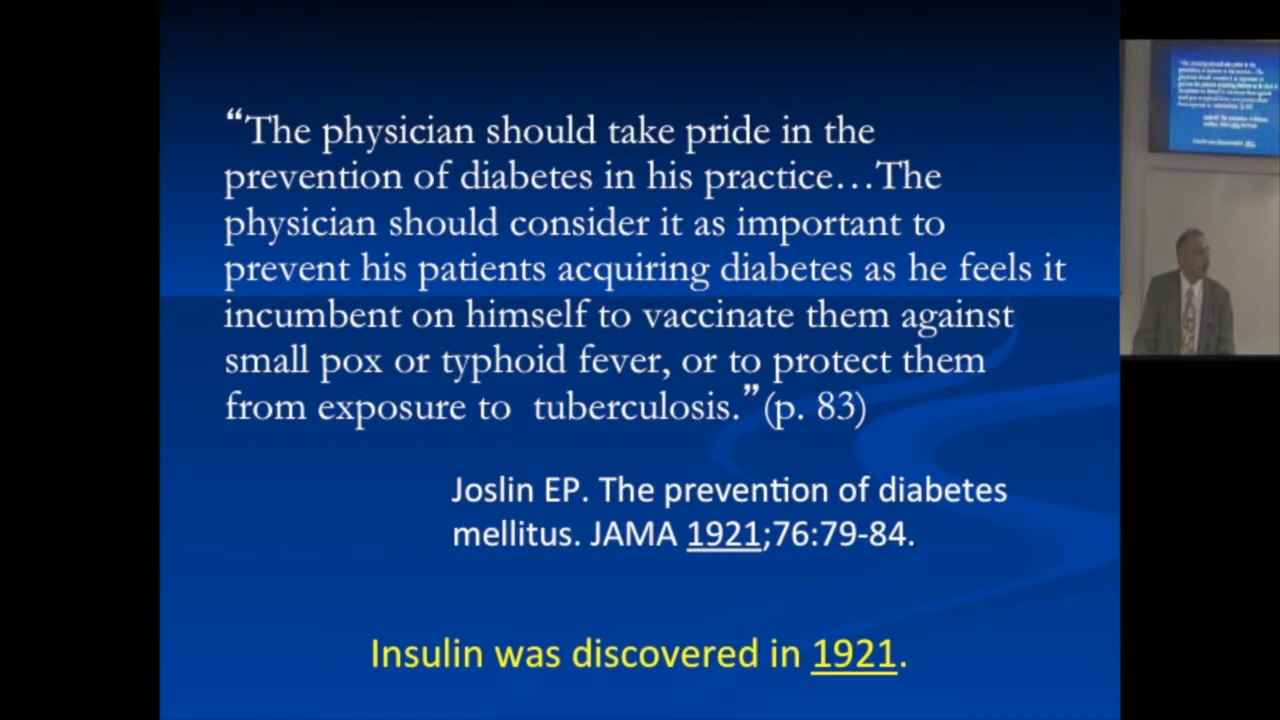 “The physician should take pride in the
prevention of diabetes in his practice…The
physician should consider it as important to
prevent his patients acquiring diabetes as he feels it
incumbent on himself to vaccinate them against
small pox or typhoid fever, or to protect them
from exposure to  tuberculosis.”(p. 83)
Joslin EP. The prevention of diabetes
mellitus. JAMA 1921;76:79-84.
Insulin was discovered in 1921.